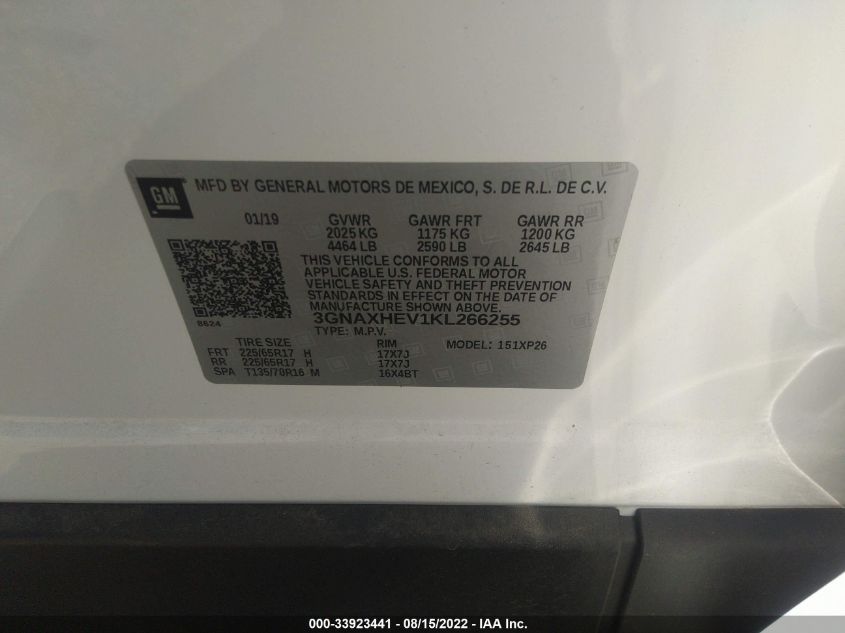 GM
MFD BY GENERAL MOTORS DE MEXICO, S. DE R.L. DE C.V.
01/19 GVWR GAWR FRT GAWR RR
2025 KG 1175 KG 1200 KG
4464 LB 2590 LB 2645 LB
THIS VEHICLE CONFORMS TO ALL
APPLICABLE U.S. FEDERAL MOTOR
VEHICLE SAFETY AND THEFT PREVENTION
STANDARDS IN EFFECT ON THE DATE
OF MANUFACTURE SHOWN ABOVE.
8624 3GNAXHEV1KL266255
TYPE: M.P.V.
TIRE SIZE RIM MODEL: 151XP26
FRT 225/65R17 H 17X7J
RR 225/65R17 H 17X7J
SPA T135/70R16 M 16X4BT
000-33923441 - 08/15/2022 - IAA Inc.